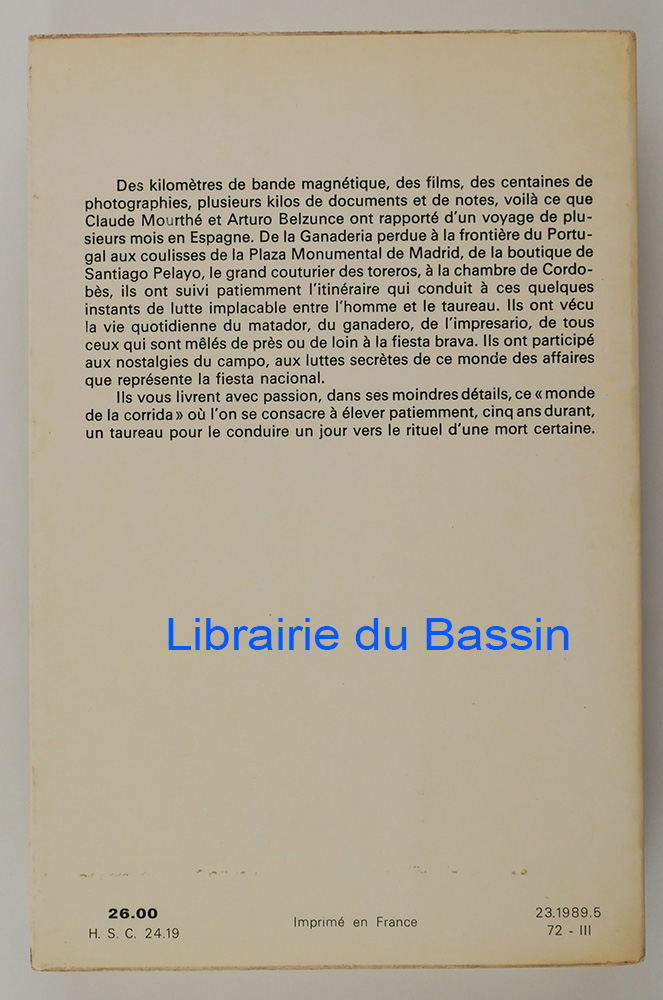 Des kilomètres de bande magnétique, des films, des centaines de
photographies, plusieurs kilos de documents et de notes, voilà ce que
Claude Mourthé et Arturo Belzunce ont rapporté d'un voyage de plu-
sieurs mois en Espagne. De la Ganaderia perdue à la frontière du Portu-
gal aux coulisses de la Plaza Monumental de Madrid, de la boutique de
Santiago Pelayo, le grand couturier des toreros, à la chambre de Cordo-
bès, ils ont suivi patiemment l'itinéraire qui conduit à ces quelques
instants de lutte implacable entre l'homme et le taureau. Ils ont vécu
la vie quotidienne du matador, du ganadero, de l'impresario, de tous
ceux qui sont mêlés de près ou de loin à la fiesta brava. Ils ont participé
aux nostalgies du campo, aux luttes secrètes de ce monde des affaires
que représente la fiesta nacional.
Ils vous livrent avec passion, dans ses moindres détails, ce « monde
de la corrida » où l'on se consacre à élever patiemment, cinq ans durant,
un taureau pour le conduire un jour vers le rituel d'une mort certaine.
Librairie du Bassin
26.00
H. S. C. 24.19
Imprimé en France
23.1989.5
72 - III